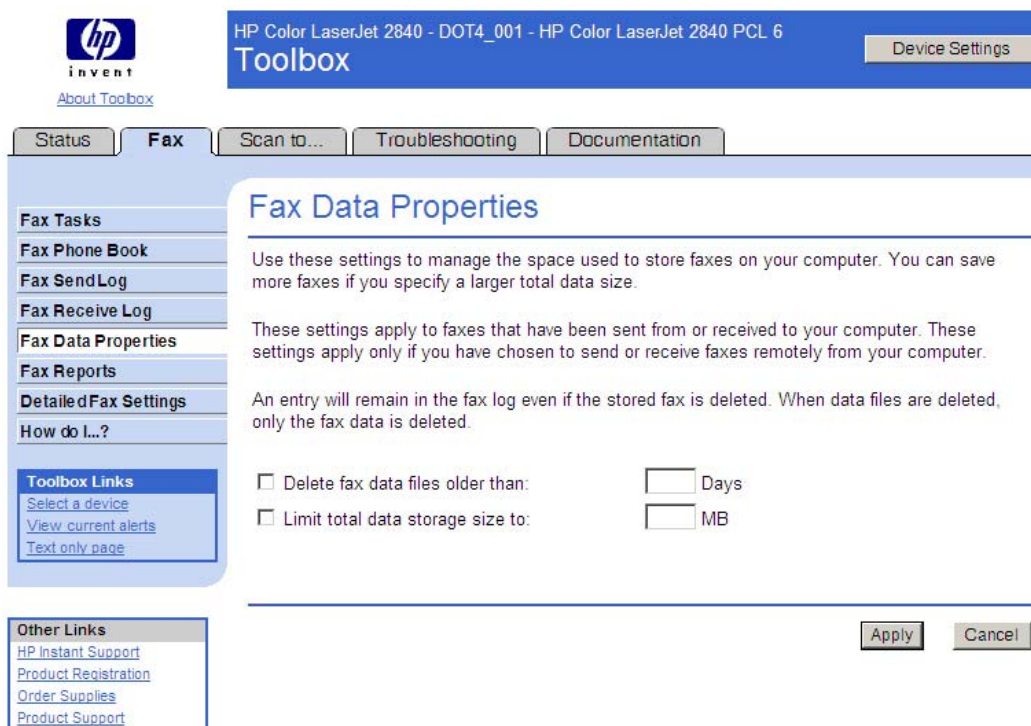 hp
invent
About Toolbox
HP Color LaserJet 2840 - DOT4_001 - HP Color LaserJet 2840 PCL 6
Toolbox
Device Settings
Status
Fax
Scan to...
Troubleshooting
Documentation
Fax Tasks
Fax Phone Book
Fax Send Log
Fax Receive Log
Fax Data Properties
Fax Reports
Detailed Fax Settings
How do I...?
Toolbox Links
Select a device
View current alerts
Text only page
Other Links
HP Instant Support
Product Registration
Order Supplies
Product Support
Fax Data Properties
Use these settings to manage the space used to store faxes on your computer. You can save
more faxes if you specify a larger total data size.
These settings apply to faxes that have been sent from or received to your computer. These
settings apply only if you have chosen to send or receive faxes remotely from your computer.
An entry will remain in the fax log even if the stored fax is deleted. When data files are deleted,
only the fax data is deleted.
Delete fax data files older than: Days
Limit total data storage size to: MB
Apply
Cancel